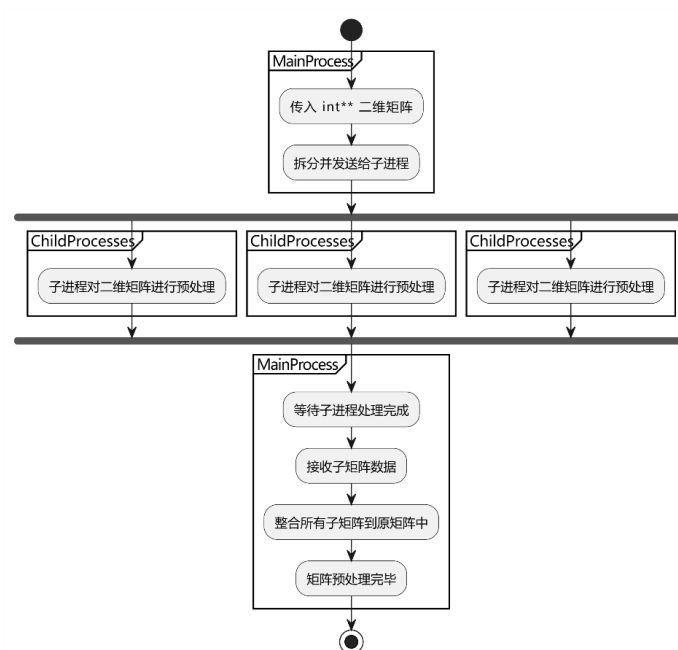 MainProcess
传入 int** 二维矩阵
拆分并发送给子进程
ChildProcesses
ChildProcesses
ChildProcesses
子进程对二维矩阵进行预处理
子进程对二维矩阵进行预处理
子进程对二维矩阵进行预处理
MainProcess
等待子进程处理完成
接收子矩阵数据
整合所有子矩阵到原矩阵中
矩阵预处理完毕